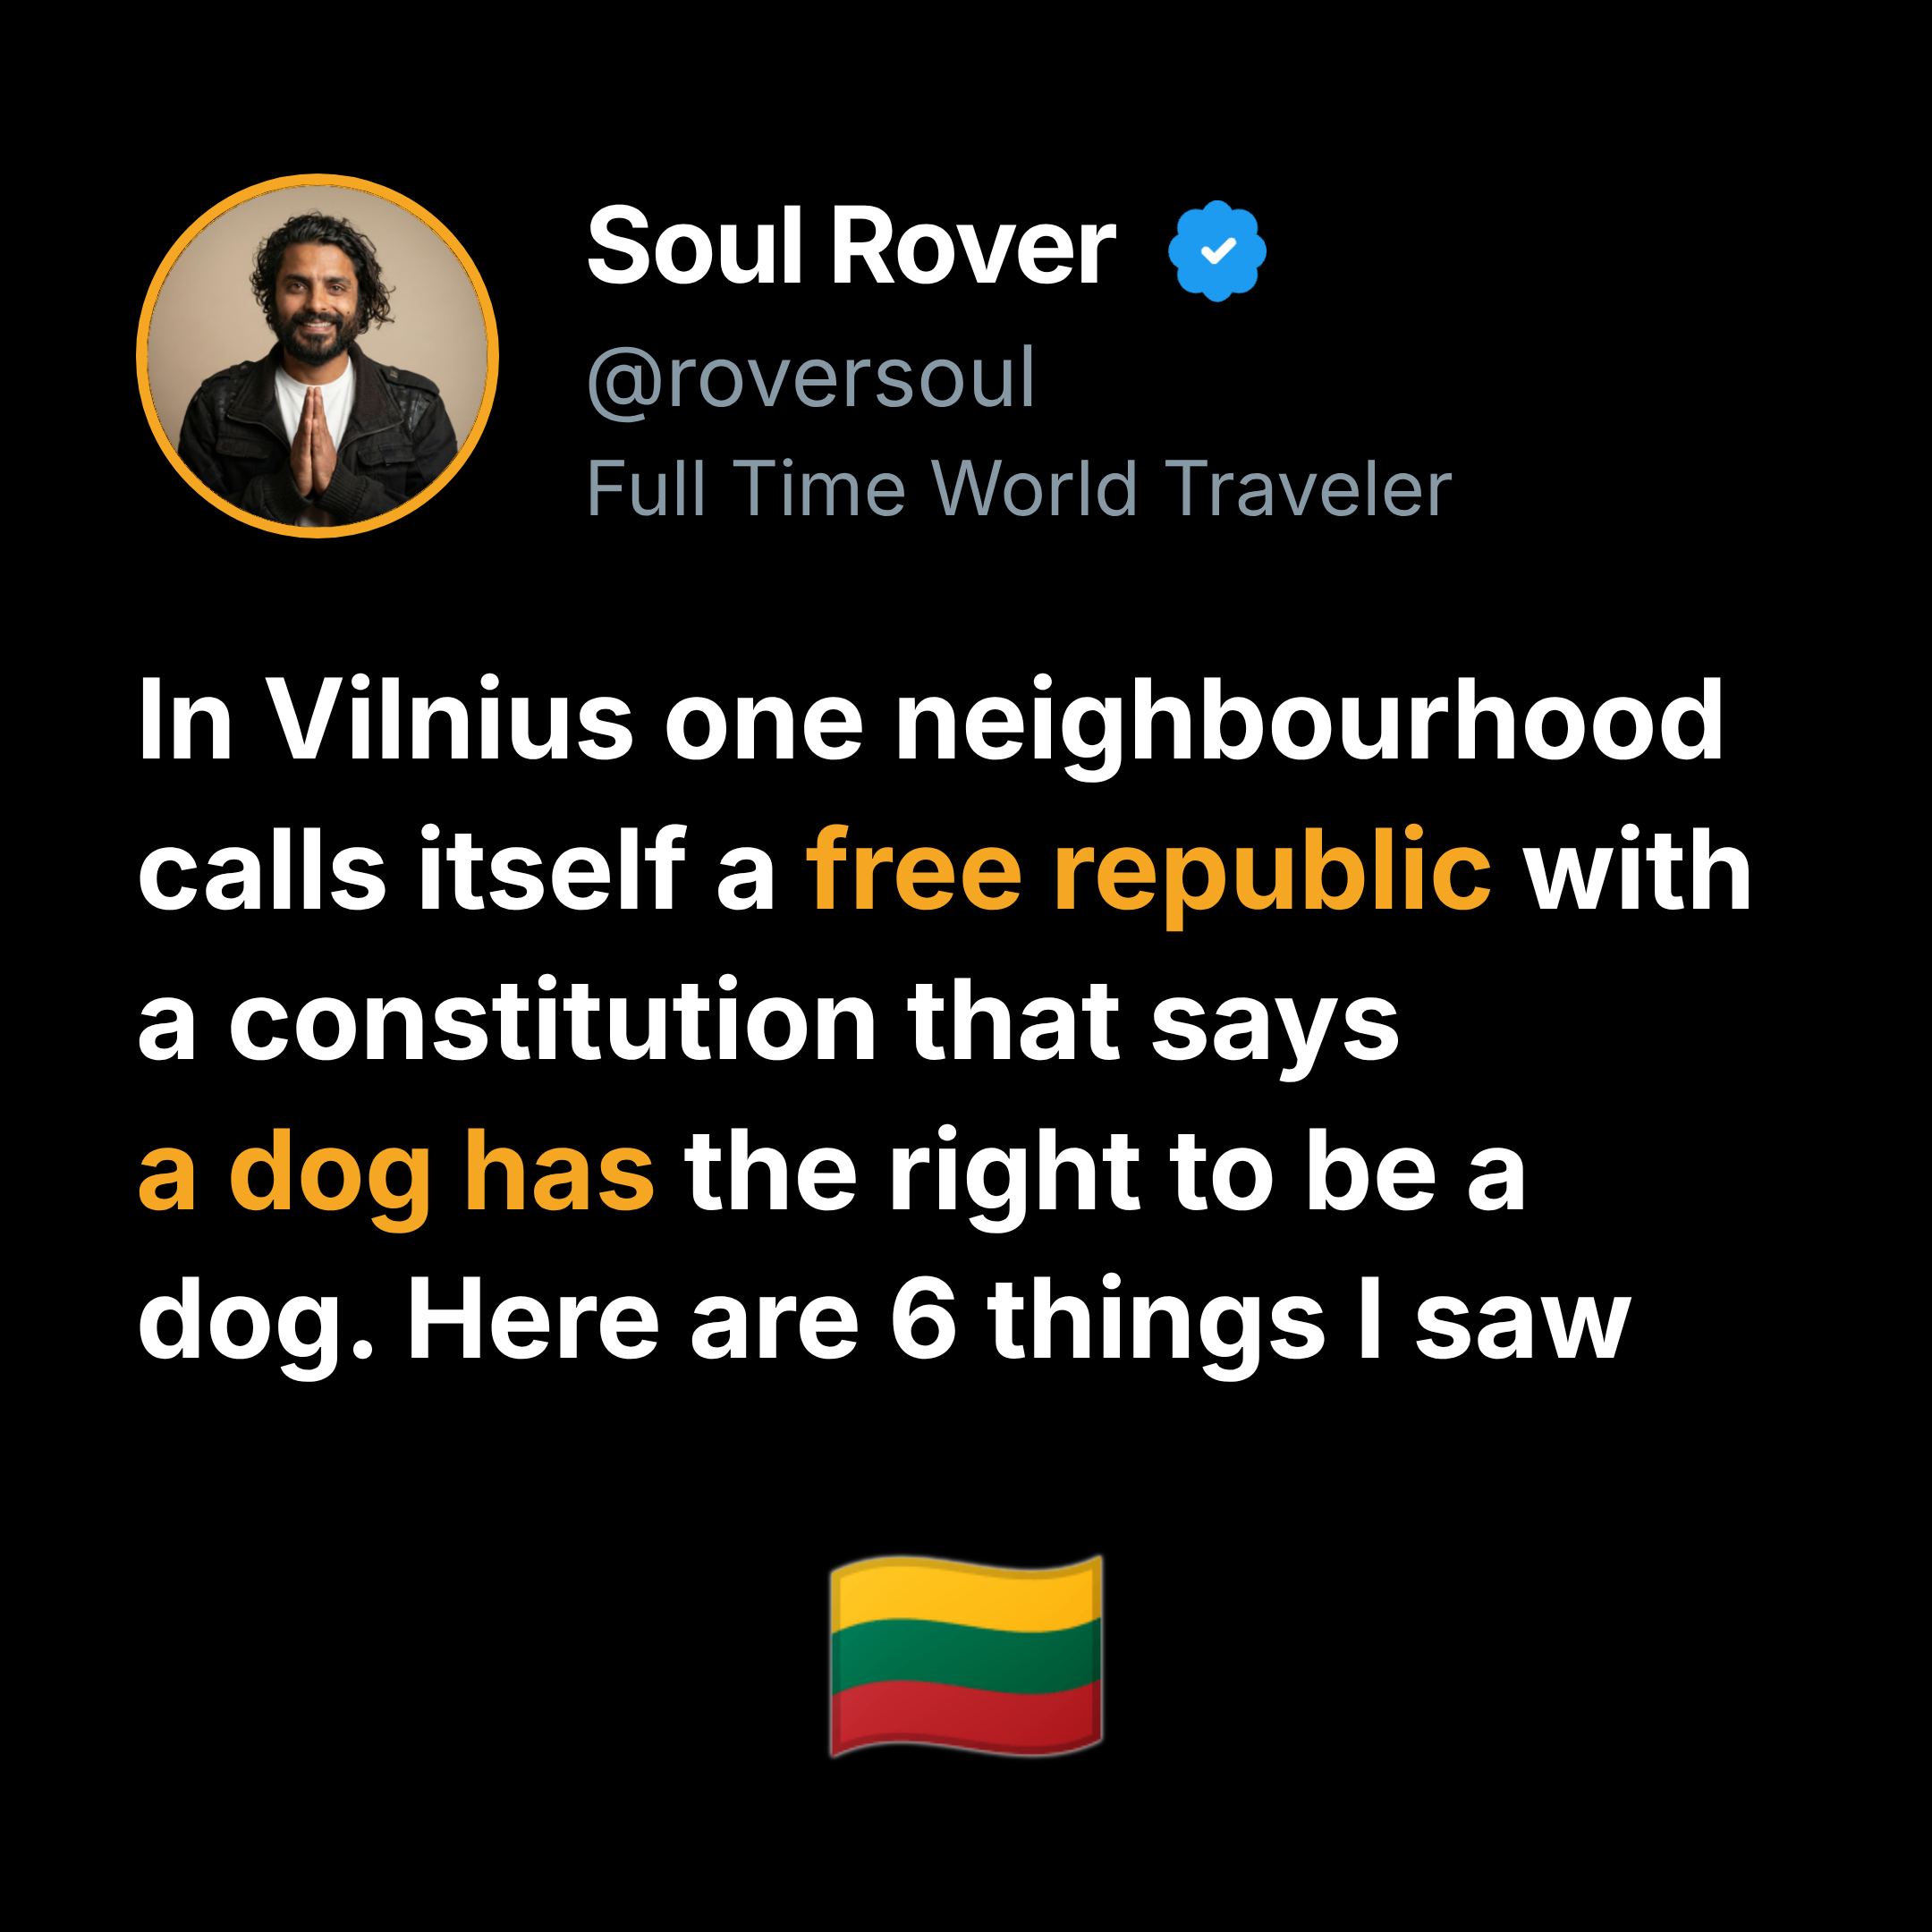 Soul Rover
@roversoul
Full Time World Traveler
In Vilnius one neighbourhood
calls itself a free republic with
a constitution that says
a dog has the right to be a
dog. Here are 6 things I saw